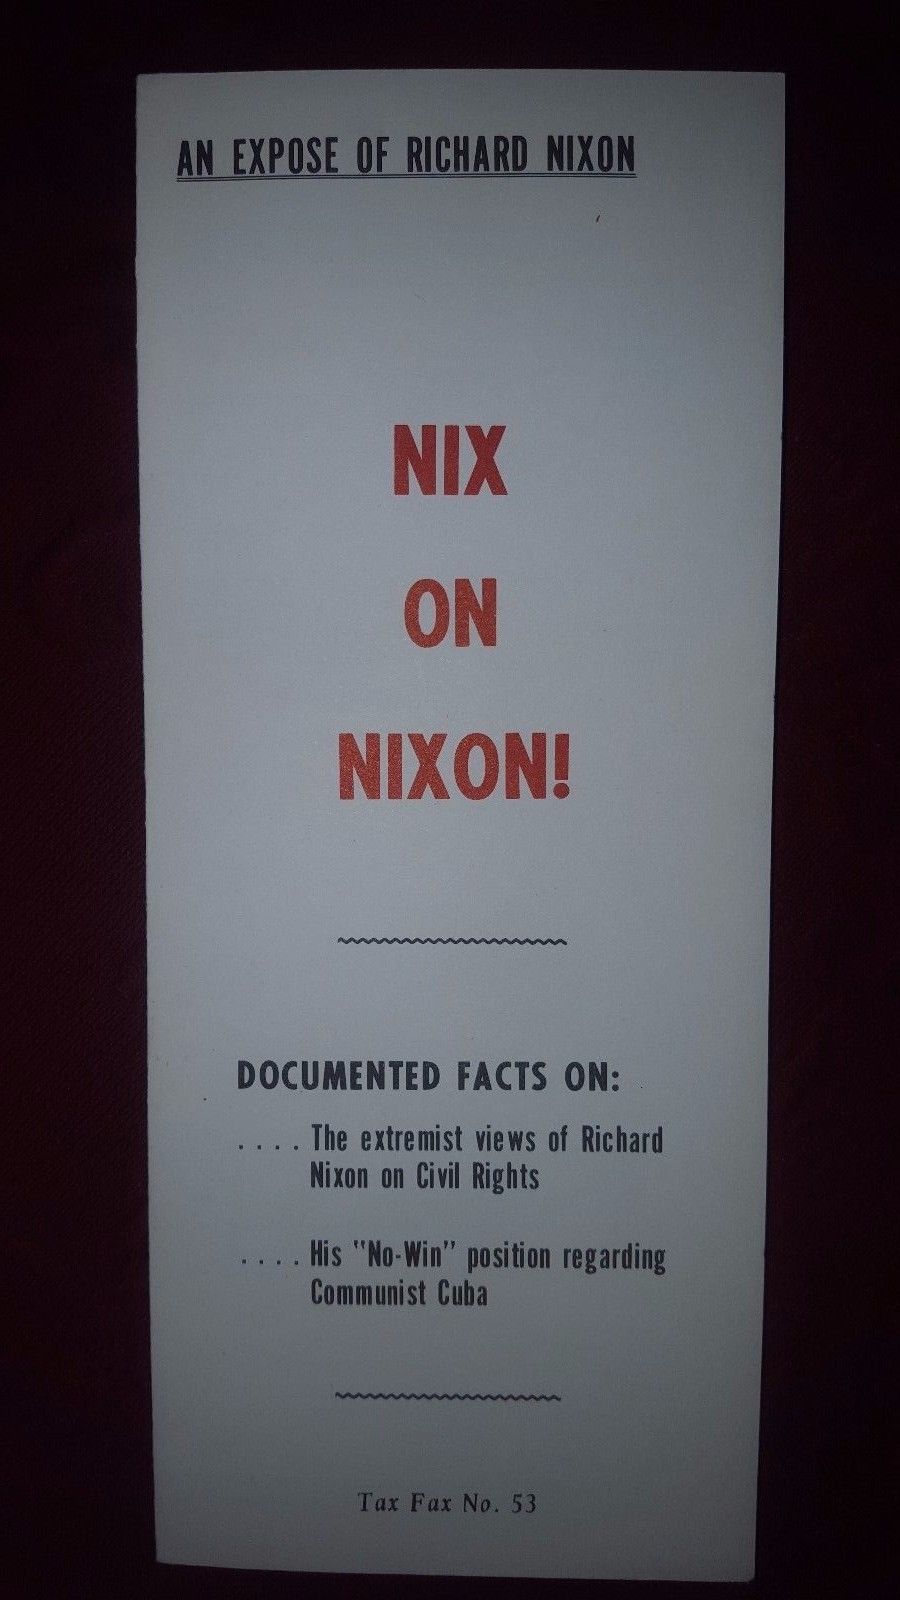 AN EXPOSE OF RICHARD NIXON
NIX
ON
NIXON!
DOCUMENTED FACTS ON:
.... The extremist views of Richard
Nixon on Civil Rights
.... His "No-Win" position regarding
Communist Cuba
Tax Fax No. 53